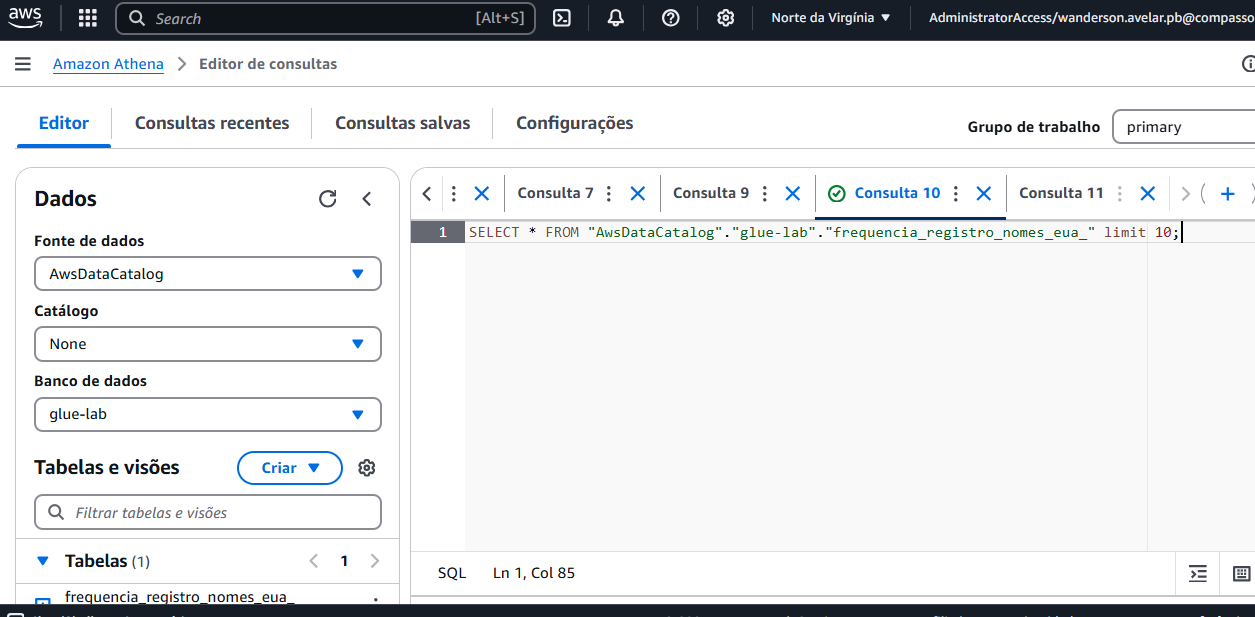 aws Search [Alt+S] Norte da Virgínia AdministratorAccess/wanderson.avelar.pb@compasso
Amazon Athena Editor de consultas
Editor Consultas recentes Consultas salvas Configurações
Grupo de trabalho primary
Dados
Fonte de dados
AwsDataCatalog
Catálogo
None
Banco de dados
glue-lab
Tabelas e visões Criar
Filtrar tabelas e visões
Tabelas (1) 1
frequencia_registro_nomes_eua_
Consulta 7 Consulta 9 Consulta 10 Consulta 11
1 SELECT * FROM "AwsDataCatalog"."glue-lab"."frequencia_registro_nomes_eua_" limit 10;
SQL Ln 1, Col 85